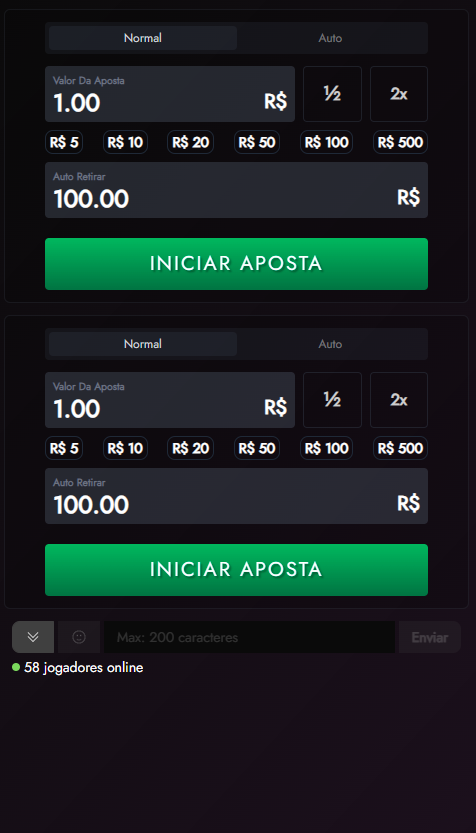 Normal Auto
Valor Da Aposta
1.00 R$ ½ 2x
R$ 5 R$ 10 R$ 20 R$ 50 R$ 100 R$ 500
Auto Retirar
100.00 R$
INICIAR APOSTA
Normal Auto
Valor Da Aposta
1.00 R$ ½ 2x
R$ 5 R$ 10 R$ 20 R$ 50 R$ 100 R$ 500
Auto Retirar
100.00 R$
INICIAR APOSTA
Max: 200 caracteres Enviar
58 jogadores online